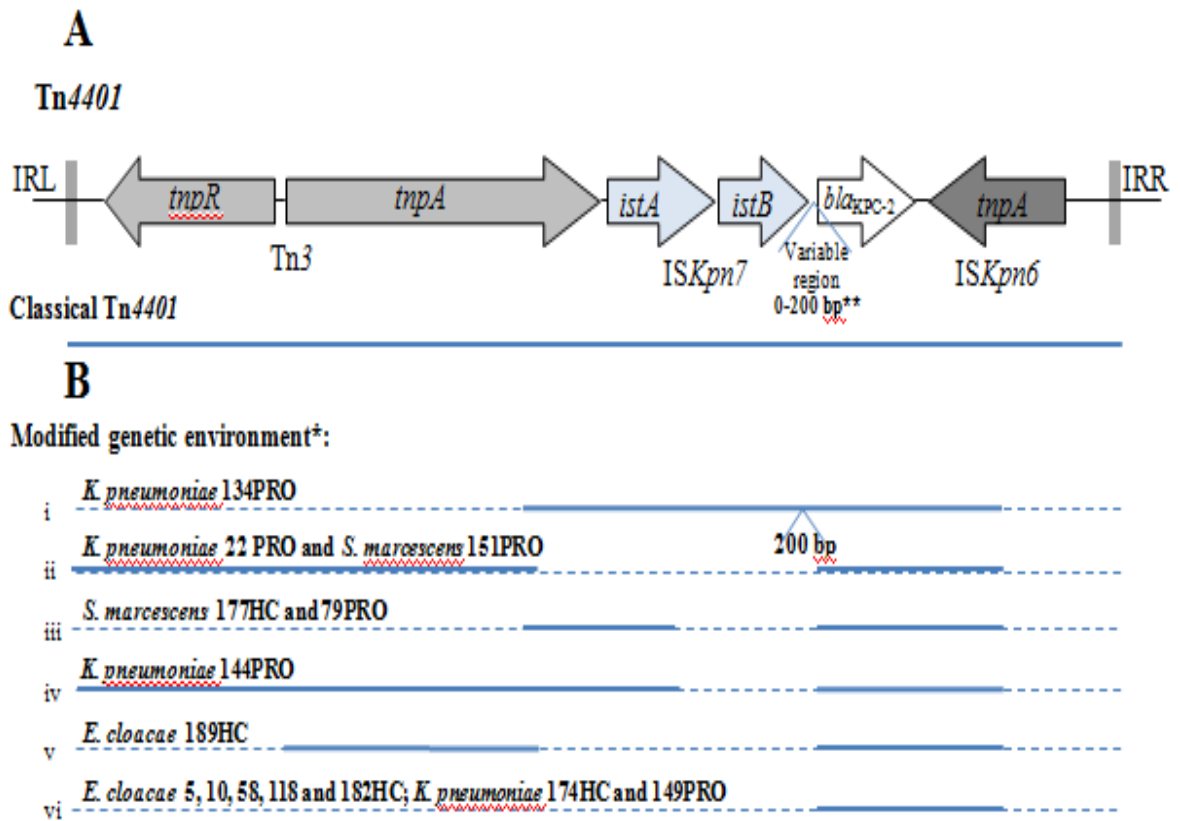 A
Tn4401
IRL
tnpR
tnpA
istA
istB
blaKPC-2
tnpA
IRR
Tn3
ISKpn7
Variable
region
0-200 bp**
ISKpn6
Classical Tn4401
B
Modified genetic environment*:
i K. pneumoniae 134PRO
200 bp
ii K. pneumoniae 22 PRO and S. marcescens 151PRO
iii S. marcescens 177HC and 79PRO
iv K. pneumoniae 144PRO
v E. cloacae 189HC
vi E. cloacae 5, 10, 58, 118 and 182HC; K. pneumoniae 174HC and 149PRO